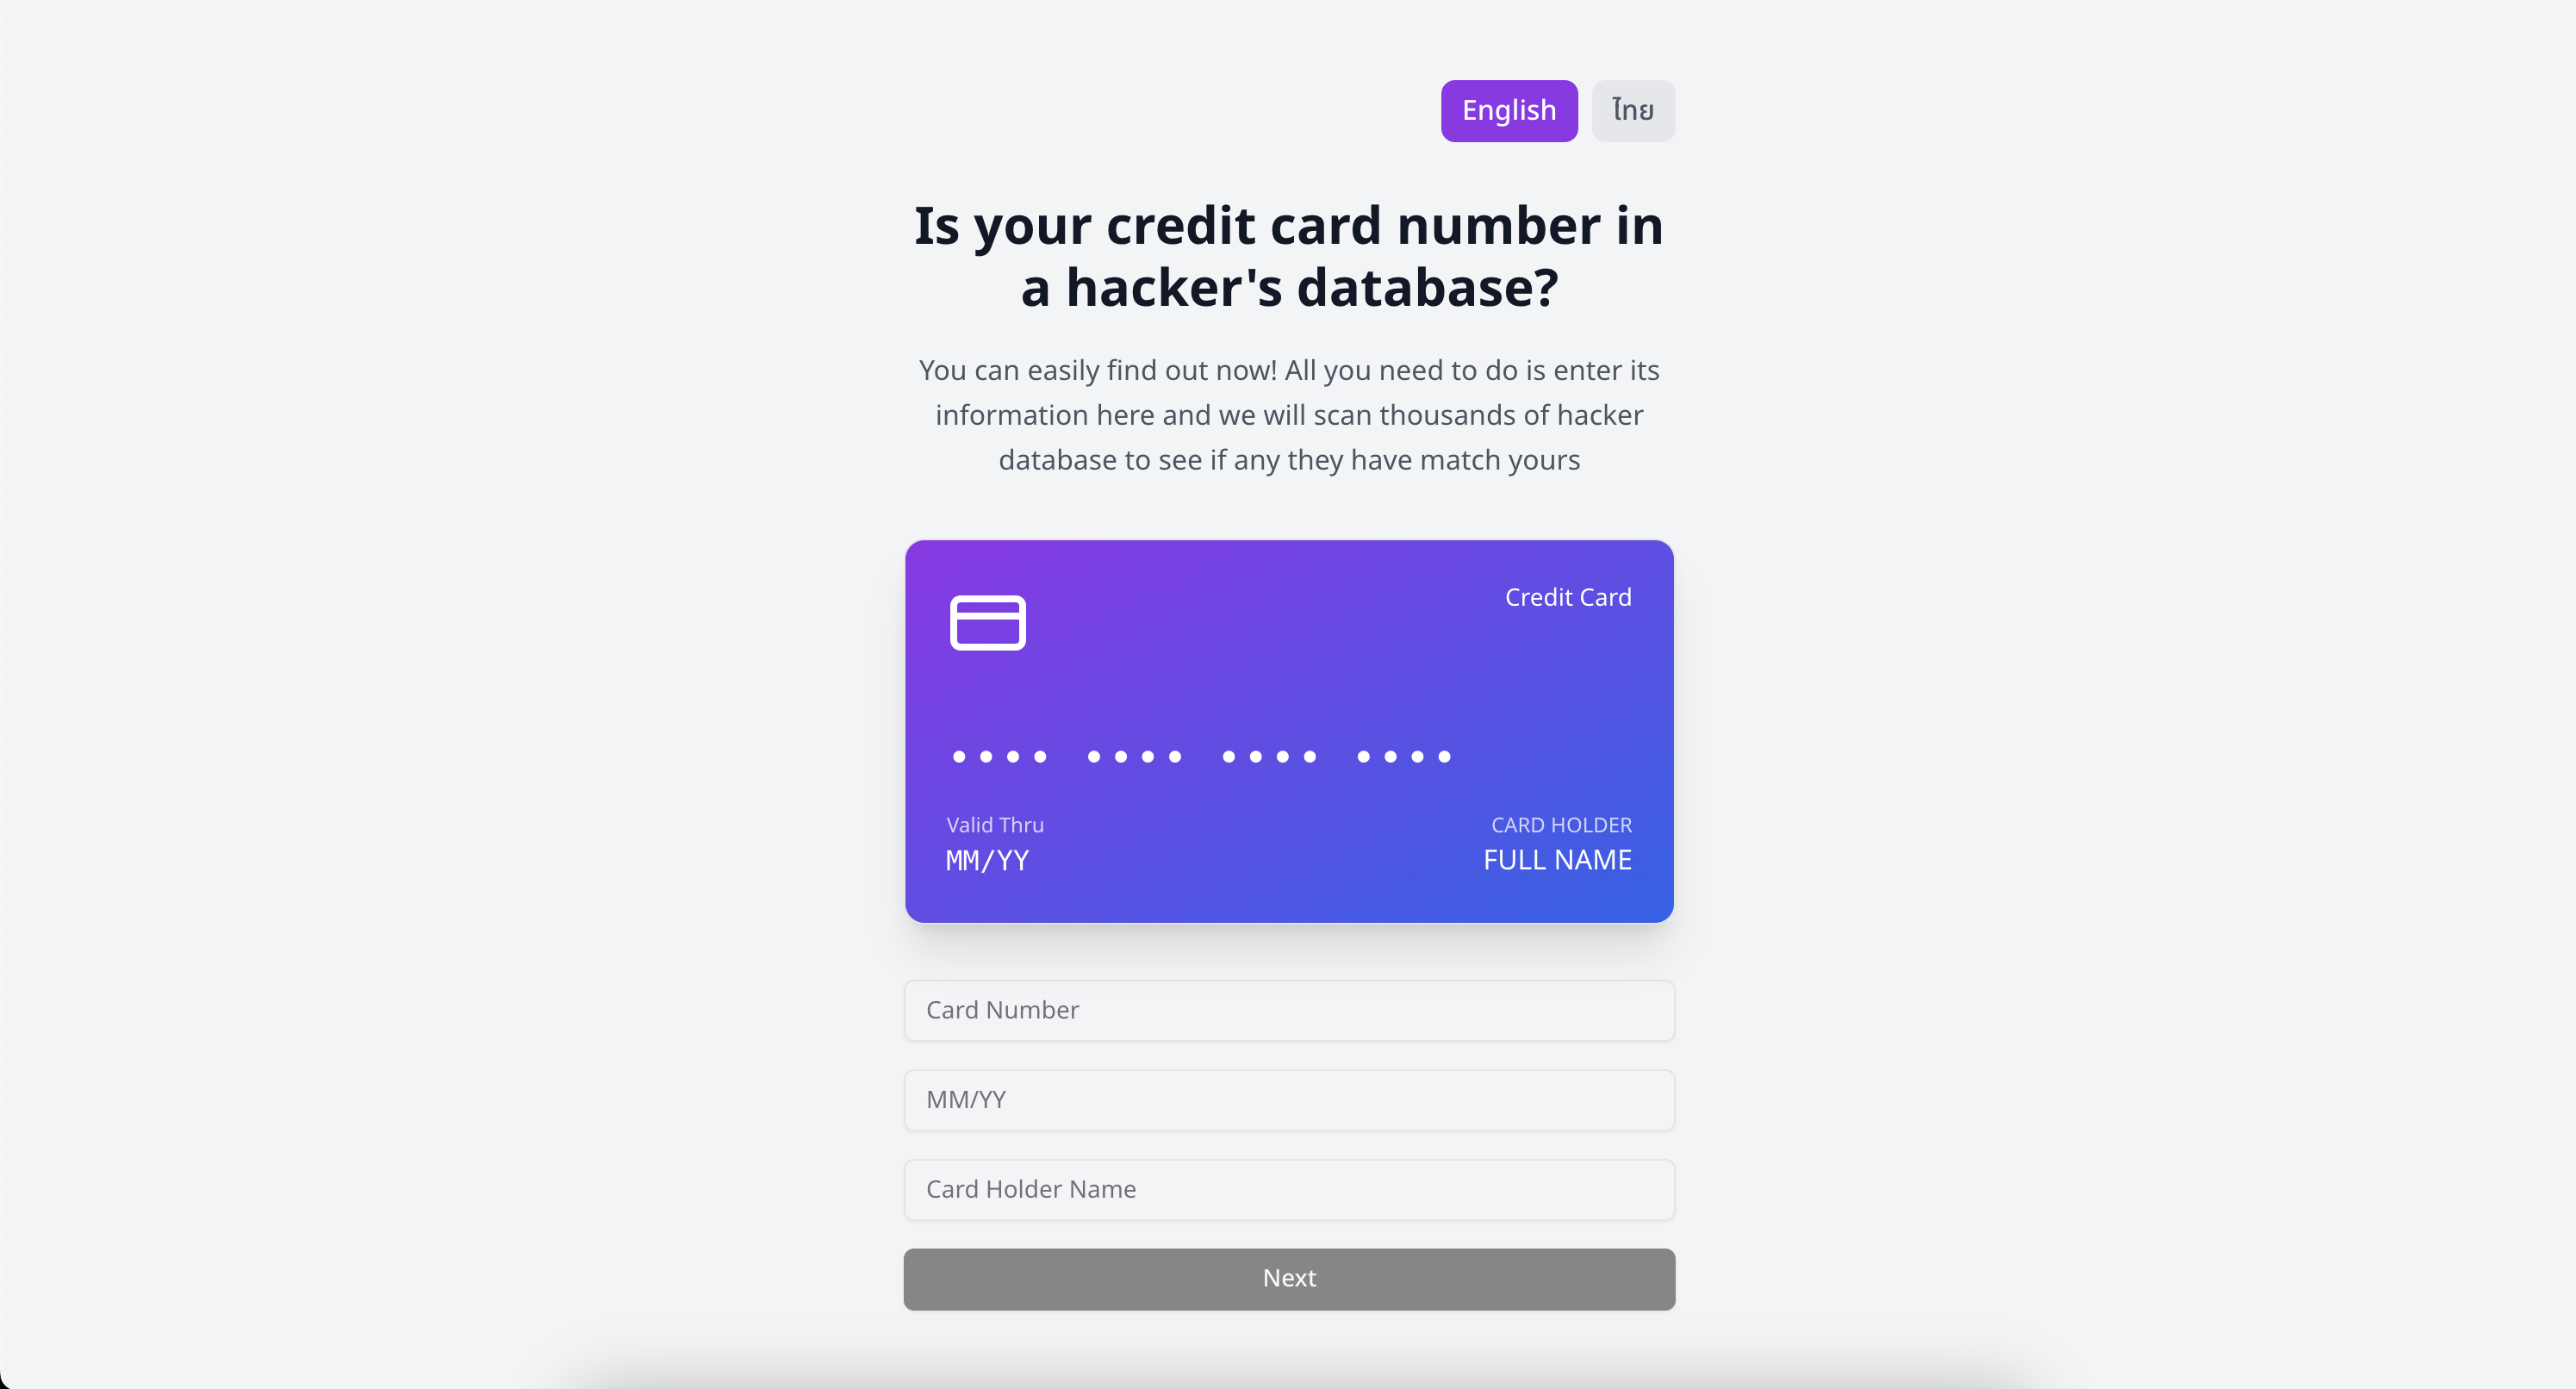 English ไทย
Is your credit card number in
a hacker's database?
You can easily find out now! All you need to do is enter its
information here and we will scan thousands of hacker
database to see if any they have match yours
Credit Card
•••• •••• •••• ••••
Valid Thru CARD HOLDER
MM/YY FULL NAME
Card Number
MM/YY
Card Holder Name
Next